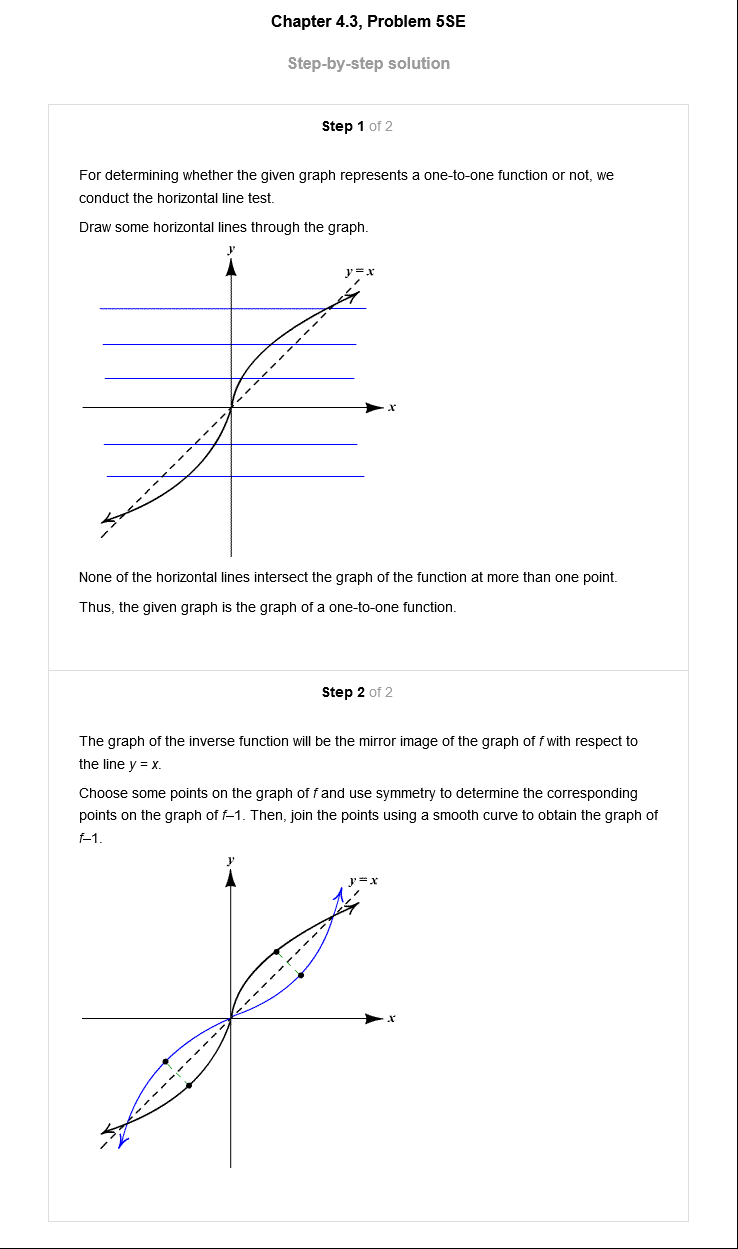 Chapter 4.3, Problem 5SE
Step-by-step solution
Step 1 of 2
For determining whether the given graph represents a one-to-one function or not, we
conduct the horizontal line test.
Draw some horizontal lines through the graph.
y
y = x
x
None of the horizontal lines intersect the graph of the function at more than one point.
Thus, the given graph is the graph of a one-to-one function.
Step 2 of 2
The graph of the inverse function will be the mirror image of the graph of f with respect to
the line y = x.
Choose some points on the graph of f and use symmetry to determine the corresponding
points on the graph of f–1. Then, join the points using a smooth curve to obtain the graph of
f–1.
y
y = x
x